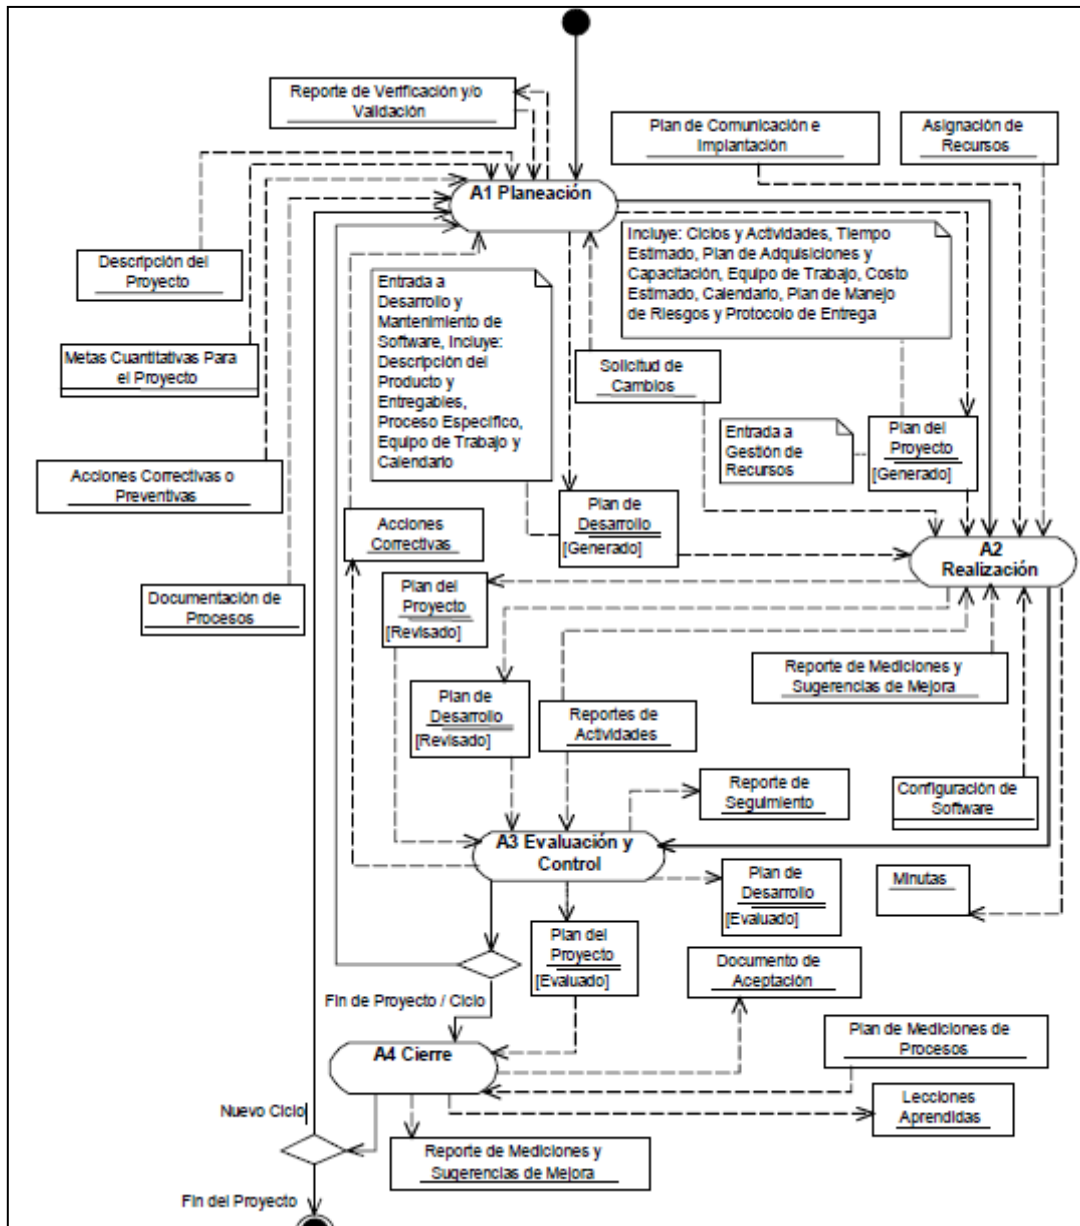 Reporte de Verificación y/o
Validación
Plan de Comunicación e
Implantación
Asignación de
Recursos
A1 Planeación
Descripción del
Proyecto
Entrada a
Desarrollo y
Mantenimiento de
Software, Incluye:
Descripción del
Producto y
Entregables,
Proceso Específico,
Equipo de Trabajo y
Calendario
Incluye: Ciclos y Actividades, Tiempo
Estimado, Plan de Adquisiciones y
Capacitación, Equipo de Trabajo, Costo
Estimado, Calendario, Plan de Manejo
de Riesgos y Protocolo de Entrega
Metas Cuantitativas Para
el Proyecto
Solicitud de
Cambios
Entrada a
Gestión de
Recursos
Plan del
Proyecto
[Generado]
Acciones Correctivas o
Preventivas
Acciones
Correctivas
Plan de
Desarrollo
[Generado]
A2
Realización
Documentación de
Procesos
Plan del
Proyecto
[Revisado]
Reporte de Mediciones y
Sugerencias de Mejora
Plan de
Desarrollo
[Revisado]
Reportes de
Actividades
Reporte de
Seguimiento
Configuración de
Software
A3 Evaluación y
Control
Plan de
Desarrollo
[Evaluado]
Minutas
Plan del
Proyecto
[Evaluado]
Documento de
Aceptación
Fin de Proyecto / Ciclo
A4 Cierre
Plan de Mediciones de
Procesos
Lecciones
Aprendidas
Nuevo Ciclo
Reporte de Mediciones y
Sugerencias de Mejora
Fin del Proyecto